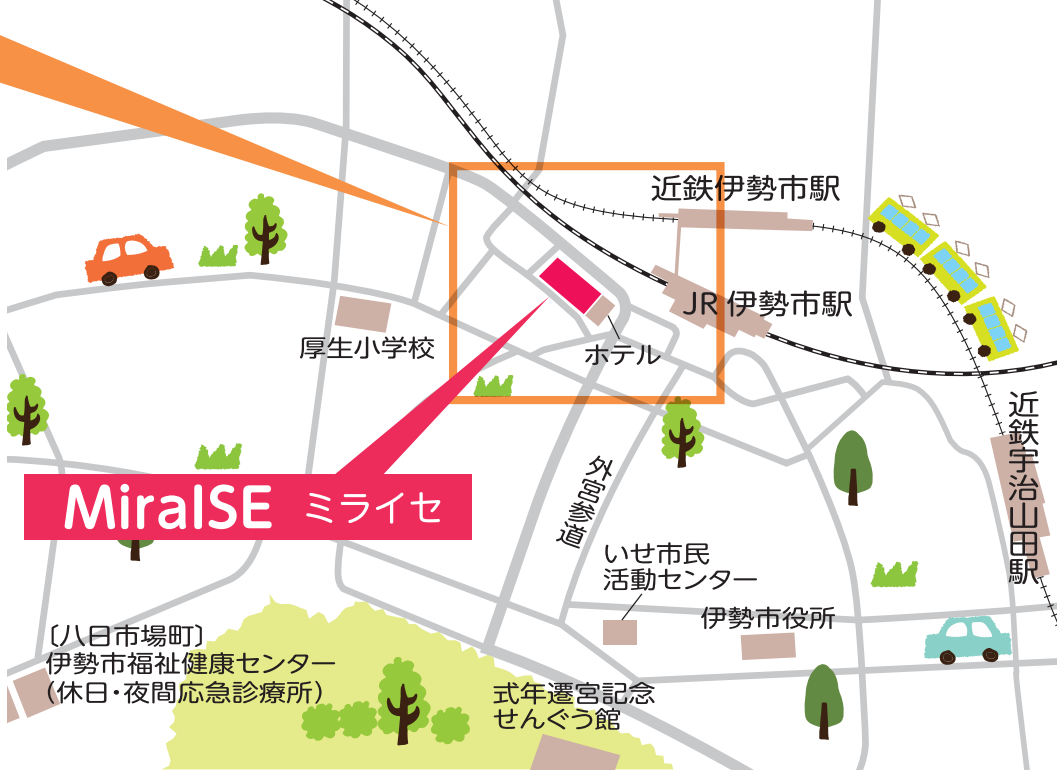 近鉄伊勢市駅
JR 伊勢市駅
厚生小学校
ホテル
近鉄宇治山田駅
MiraISE ミライセ
外宮参道
いせ市民
活動センター
伊勢市役所
〔八日市場町〕
伊勢市福祉健康センター
（休日・夜間応急診療所）
式年遷宮記念
せんぐう館